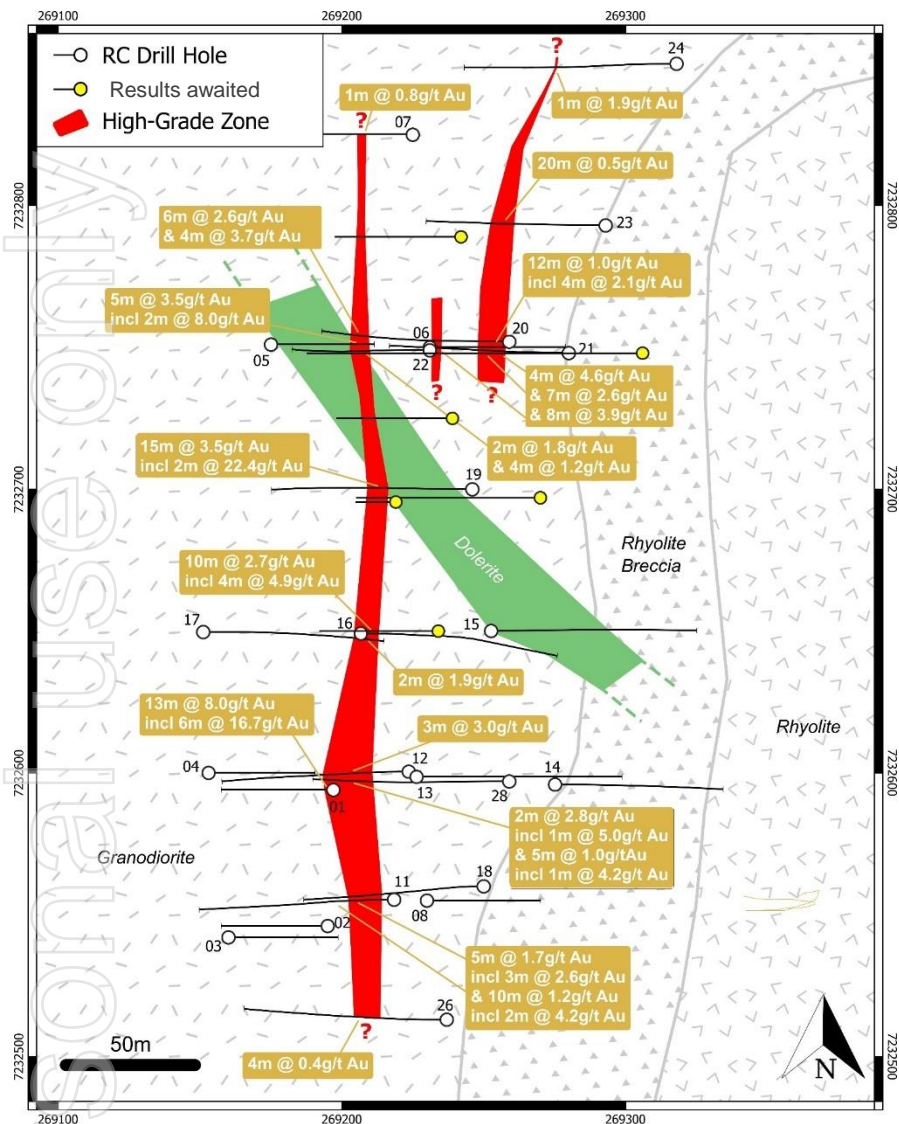 269100
269200
269300
RC Drill Hole
Results awaited
High-Grade Zone
24
?
1m @ 0.8g/t Au
07
?
1m @ 1.9g/t Au
20m @ 0.5g/t Au
7232800
7232800
6m @ 2.6g/t Au
& 4m @ 3.7g/t Au
23
12m @ 1.0g/t Au
incl 4m @ 2.1g/t Au
5m @ 3.5g/t Au
incl 2m @ 8.0g/t Au
06
20
05
22
21
?
?
4m @ 4.6g/t Au
& 7m @ 2.6g/t Au
& 8m @ 3.9g/t Au
2m @ 1.8g/t Au
& 4m @ 1.2g/t Au
15m @ 3.5g/t Au
incl 2m @ 22.4g/t Au
19
7232700
7232700
Dolerite
Rhyolite
Breccia
10m @ 2.7g/t Au
incl 4m @ 4.9g/t Au
17
16
15
2m @ 1.9g/t Au
13m @ 8.0g/t Au
incl 6m @ 16.7g/t Au
3m @ 3.0g/t Au
Rhyolite
04
12
14
7232600
7232600
01
13
28
2m @ 2.8g/t Au
incl 1m @ 5.0g/t Au
& 5m @ 1.0g/tAu
incl 1m @ 4.2g/t Au
Granodiorite
18
11
08
02
03
5m @ 1.7g/t Au
incl 3m @ 2.6g/t Au
& 10m @ 1.2g/t Au
incl 2m @ 4.2g/t Au
26
?
50m
4m @ 0.4g/t Au
N
7232500
7232500
269100
269200
269300
sonal use only